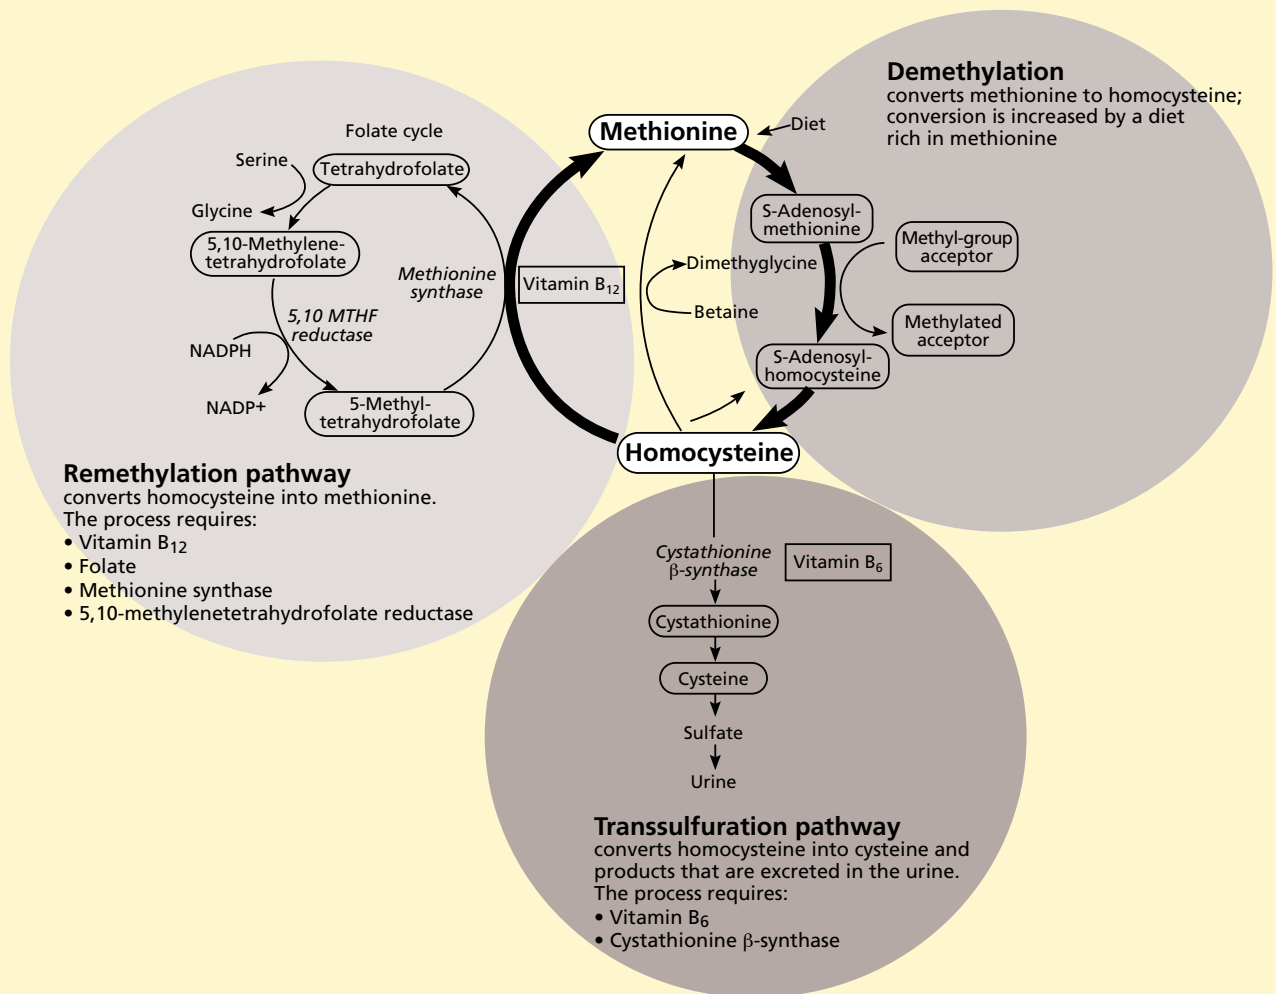 Demethylation
converts methionine to homocysteine;
conversion is increased by a diet
rich in methionine
Methionine
Diet
Folate cycle
Serine
Tetrahydrofolate
Glycine
5,10-Methylene-
tetrahydrofolate
Methionine
synthase
Vitamin B12
5,10 MTHF
reductase
NADPH
NADP+
5-Methyl-
tetrahydrofolate
S-Adenosyl-
methionine
Methyl-group
acceptor
Dimethyglycine
Betaine
Methylated
acceptor
S-Adenosyl-
homocysteine
Homocysteine
Remethylation pathway
converts homocysteine into methionine.
The process requires:
• Vitamin B12
• Folate
• Methionine synthase
• 5,10-methylenetetrahydrofolate reductase
Cystathionine
β-synthase
Vitamin B6
Cystathionine
Cysteine
Sulfate
Urine
Transsulfuration pathway
converts homocysteine into cysteine and
products that are excreted in the urine.
The process requires:
• Vitamin B6
• Cystathionine β-synthase